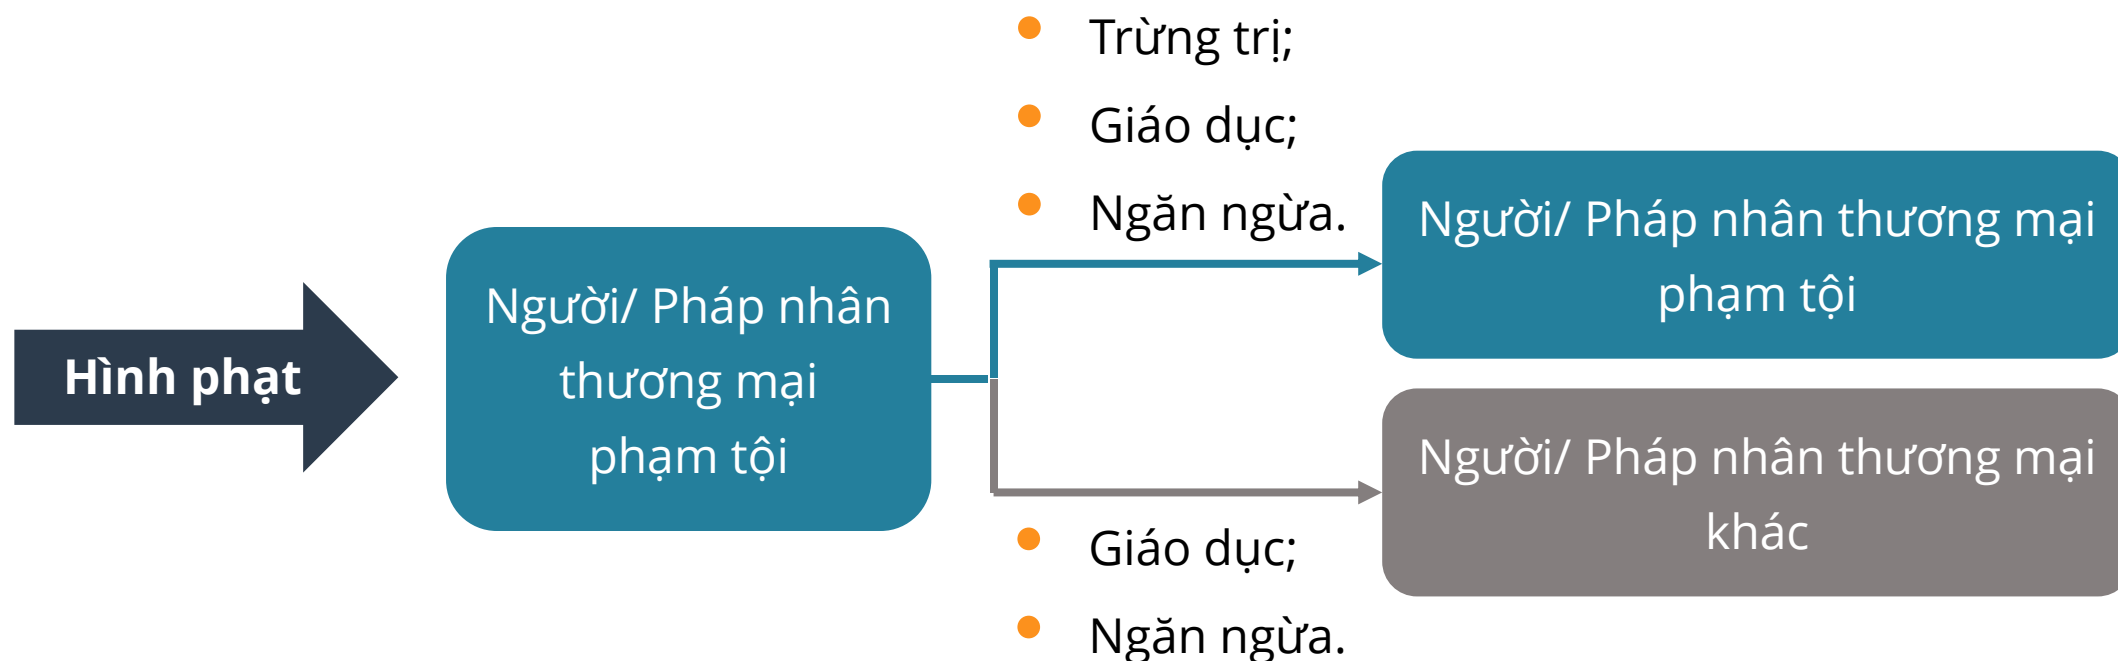 Hình phạt
Người/ Pháp nhân
thương mại
phạm tội
Trừng trị;
Giáo dục;
Ngăn ngừa.
Người/ Pháp nhân thương mại
phạm tội
Giáo dục;
Ngăn ngừa.
Người/ Pháp nhân thương mại
khác